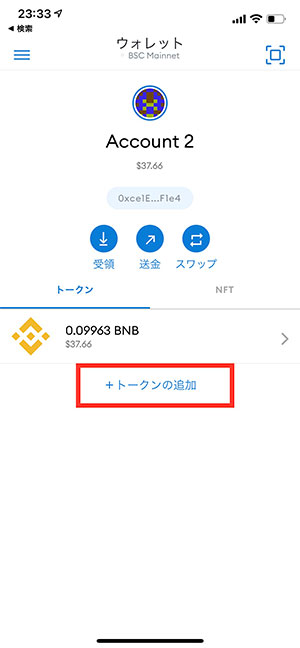 23:33
◀ 検索
ウォレット
BSC Mainnet
Account 2
$37.66
0xce1E...F1e4
受領
送金
スワップ
トークン
NFT
0.09963 BNB
$37.66
+トークンの追加